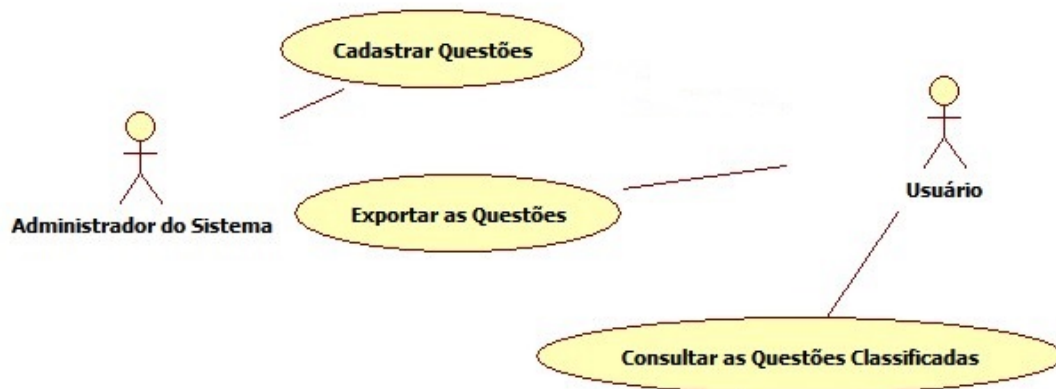 Cadastrar Questões
Usuário
Exportar as Questões
Administrador do Sistema
Consultar as Questões Classificadas